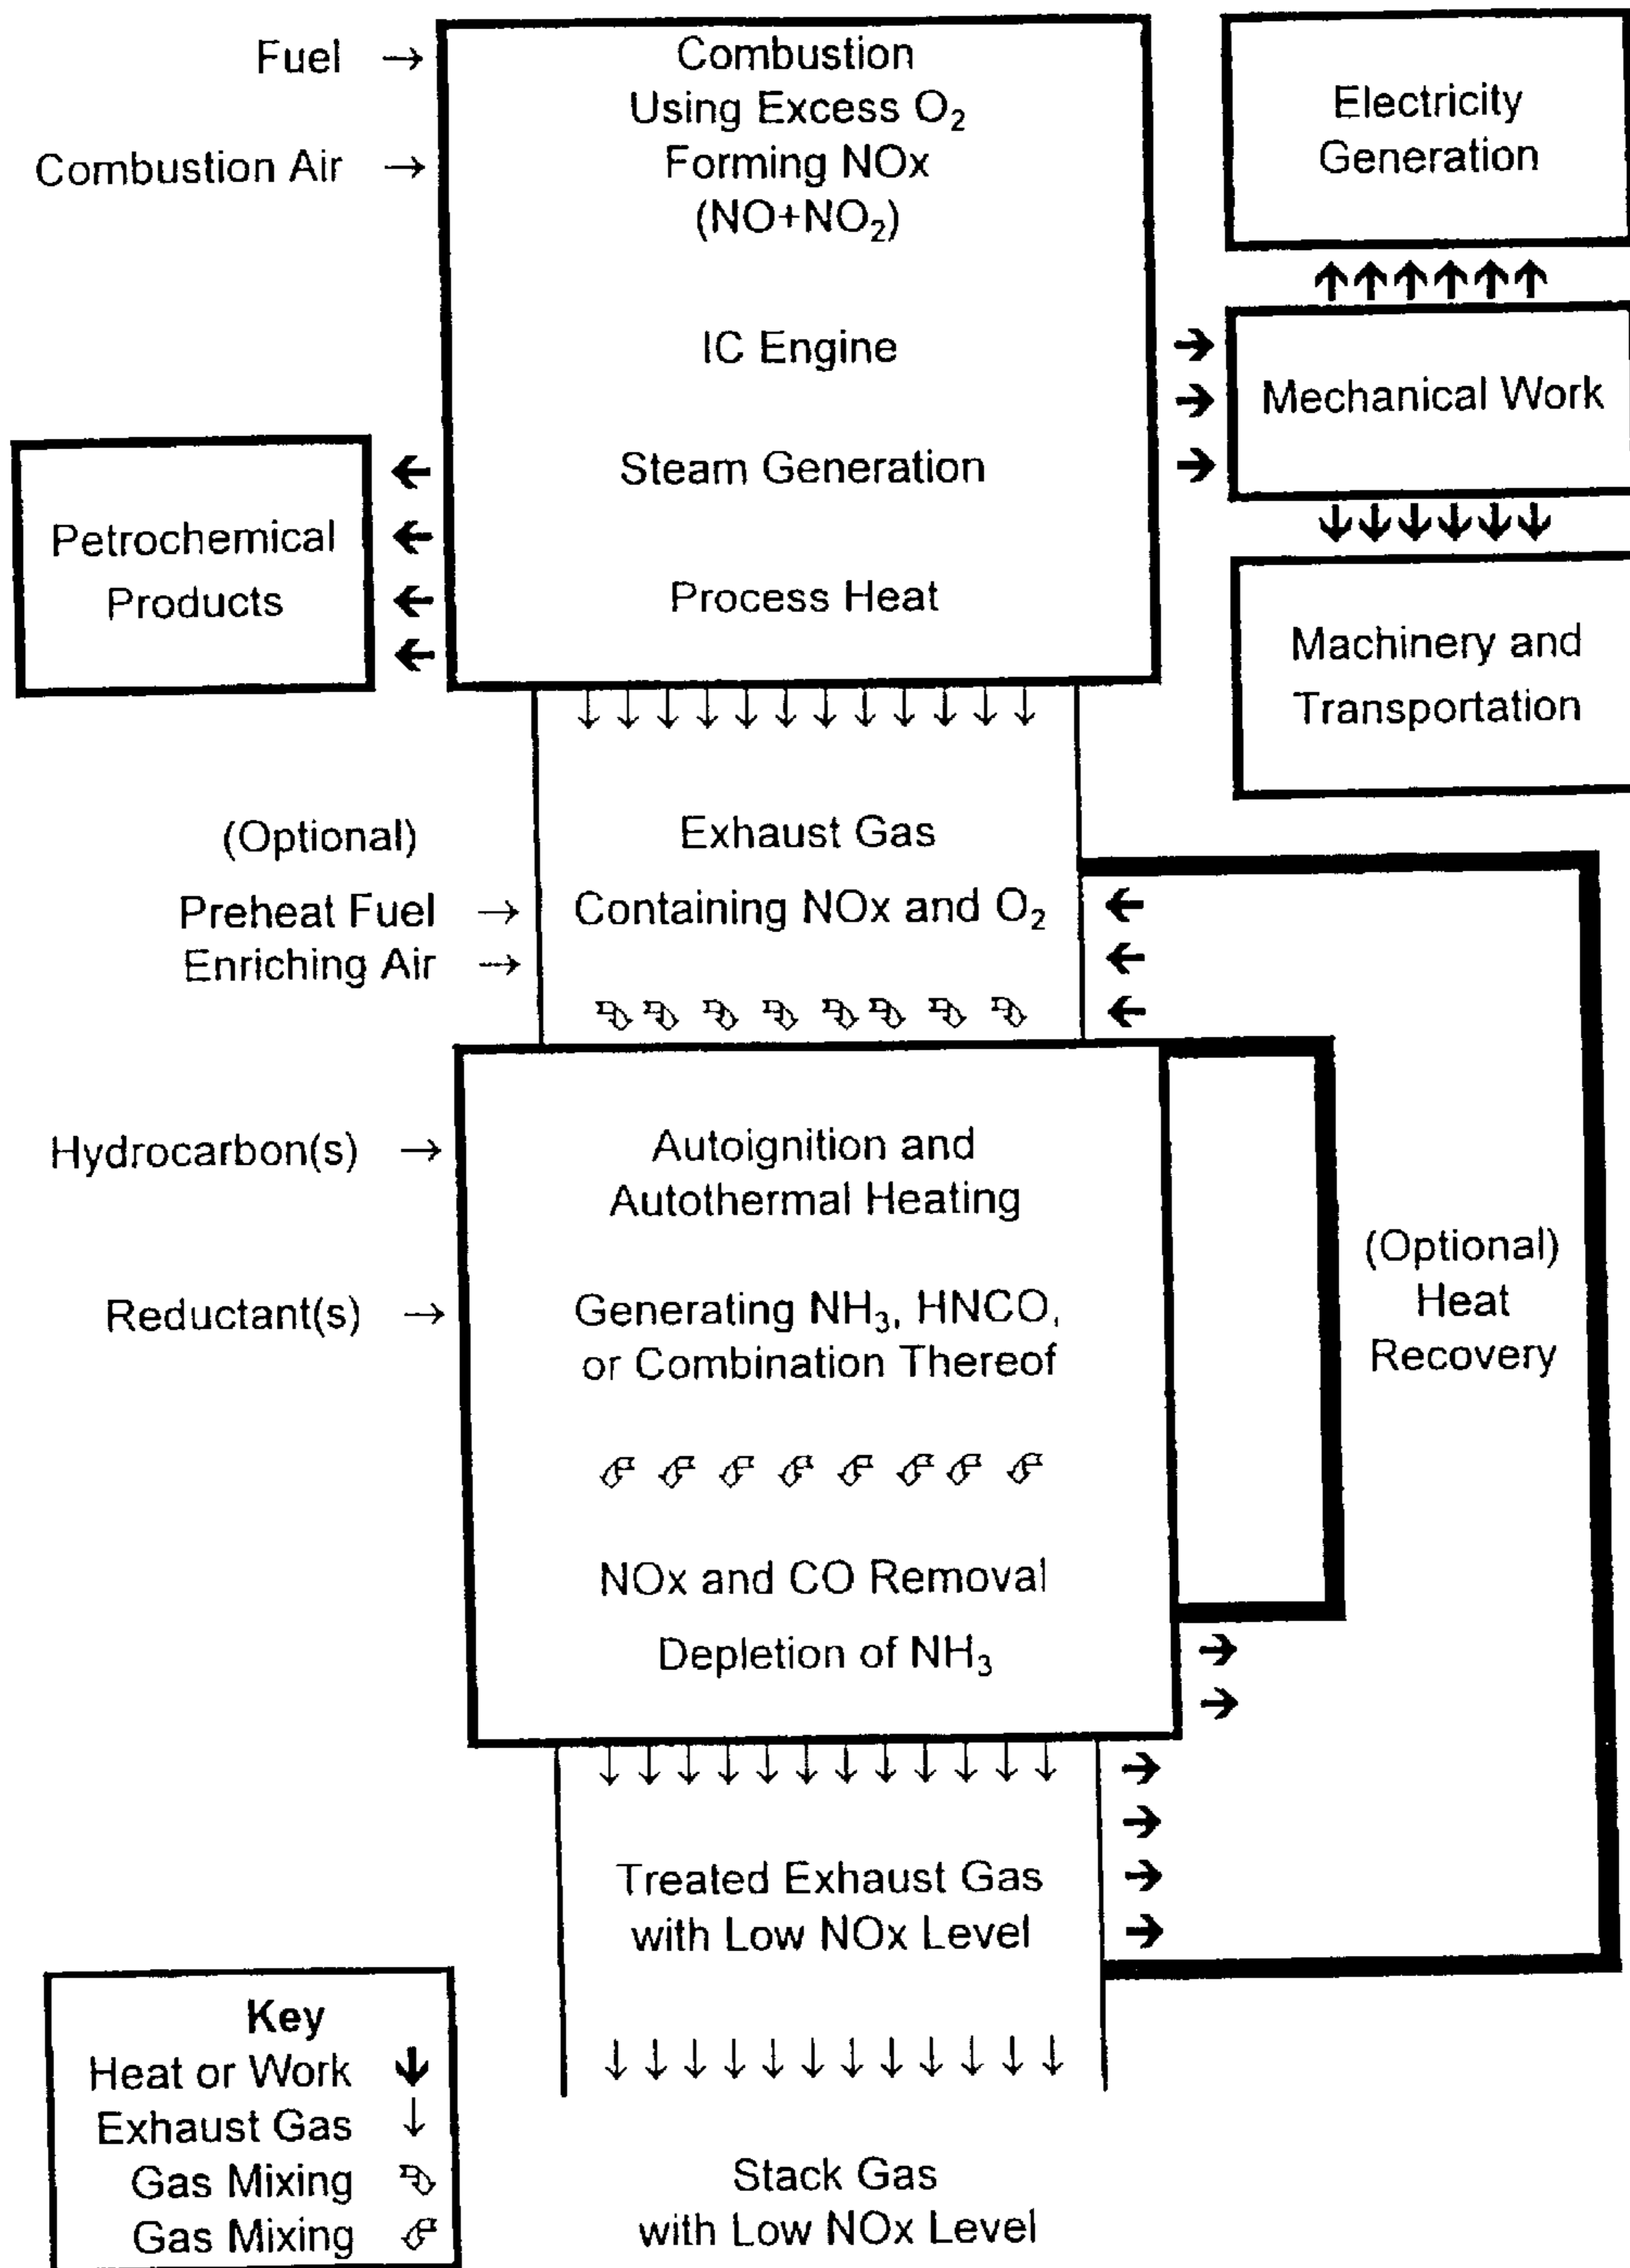 Fuel →
Combustion Air →
Combustion
Using Excess O₂
Forming NOx
(NO+NO₂)
IC Engine
Steam Generation
Process Heat
Electricity
Generation
Mechanical Work
Machinery and
Transportation
Petrochemical
Products
(Optional)
Preheat Fuel →
Enriching Air →
Exhaust Gas
Containing NOx and O₂
Hydrocarbon(s) →
Reductant(s) →
Autoignition and
Autothermal Heating
Generating NH₃, HNCO,
or Combination Thereof
NOx and CO Removal
Depletion of NH₃
(Optional)
Heat
Recovery
Treated Exhaust Gas
with Low NOx Level
Stack Gas
with Low NOx Level
Key
Heat or Work
Exhaust Gas
Gas Mixing
Gas Mixing